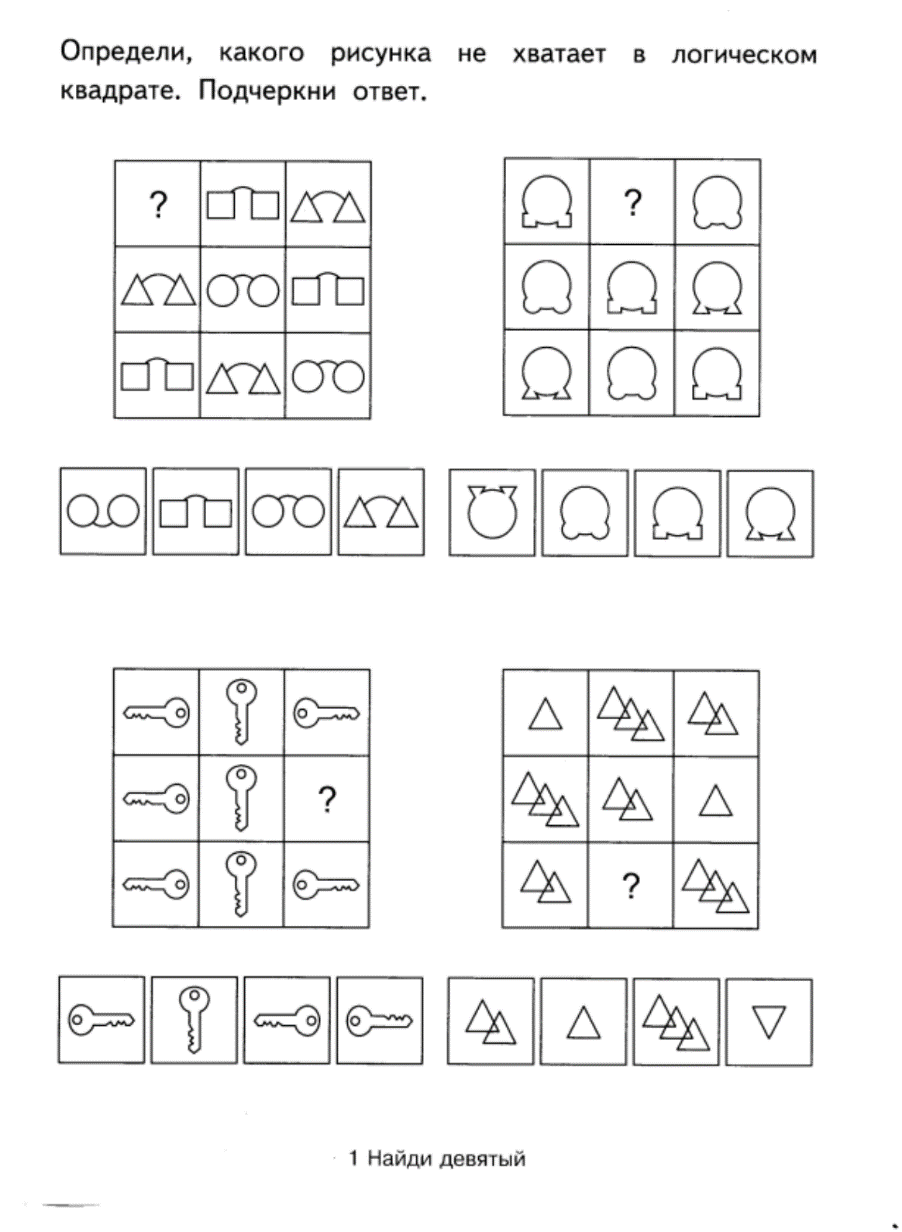 Определи, какого рисунка не хватает в логическом
квадрате. Подчеркни ответ.
?
?
?
?
1 Найди девятый